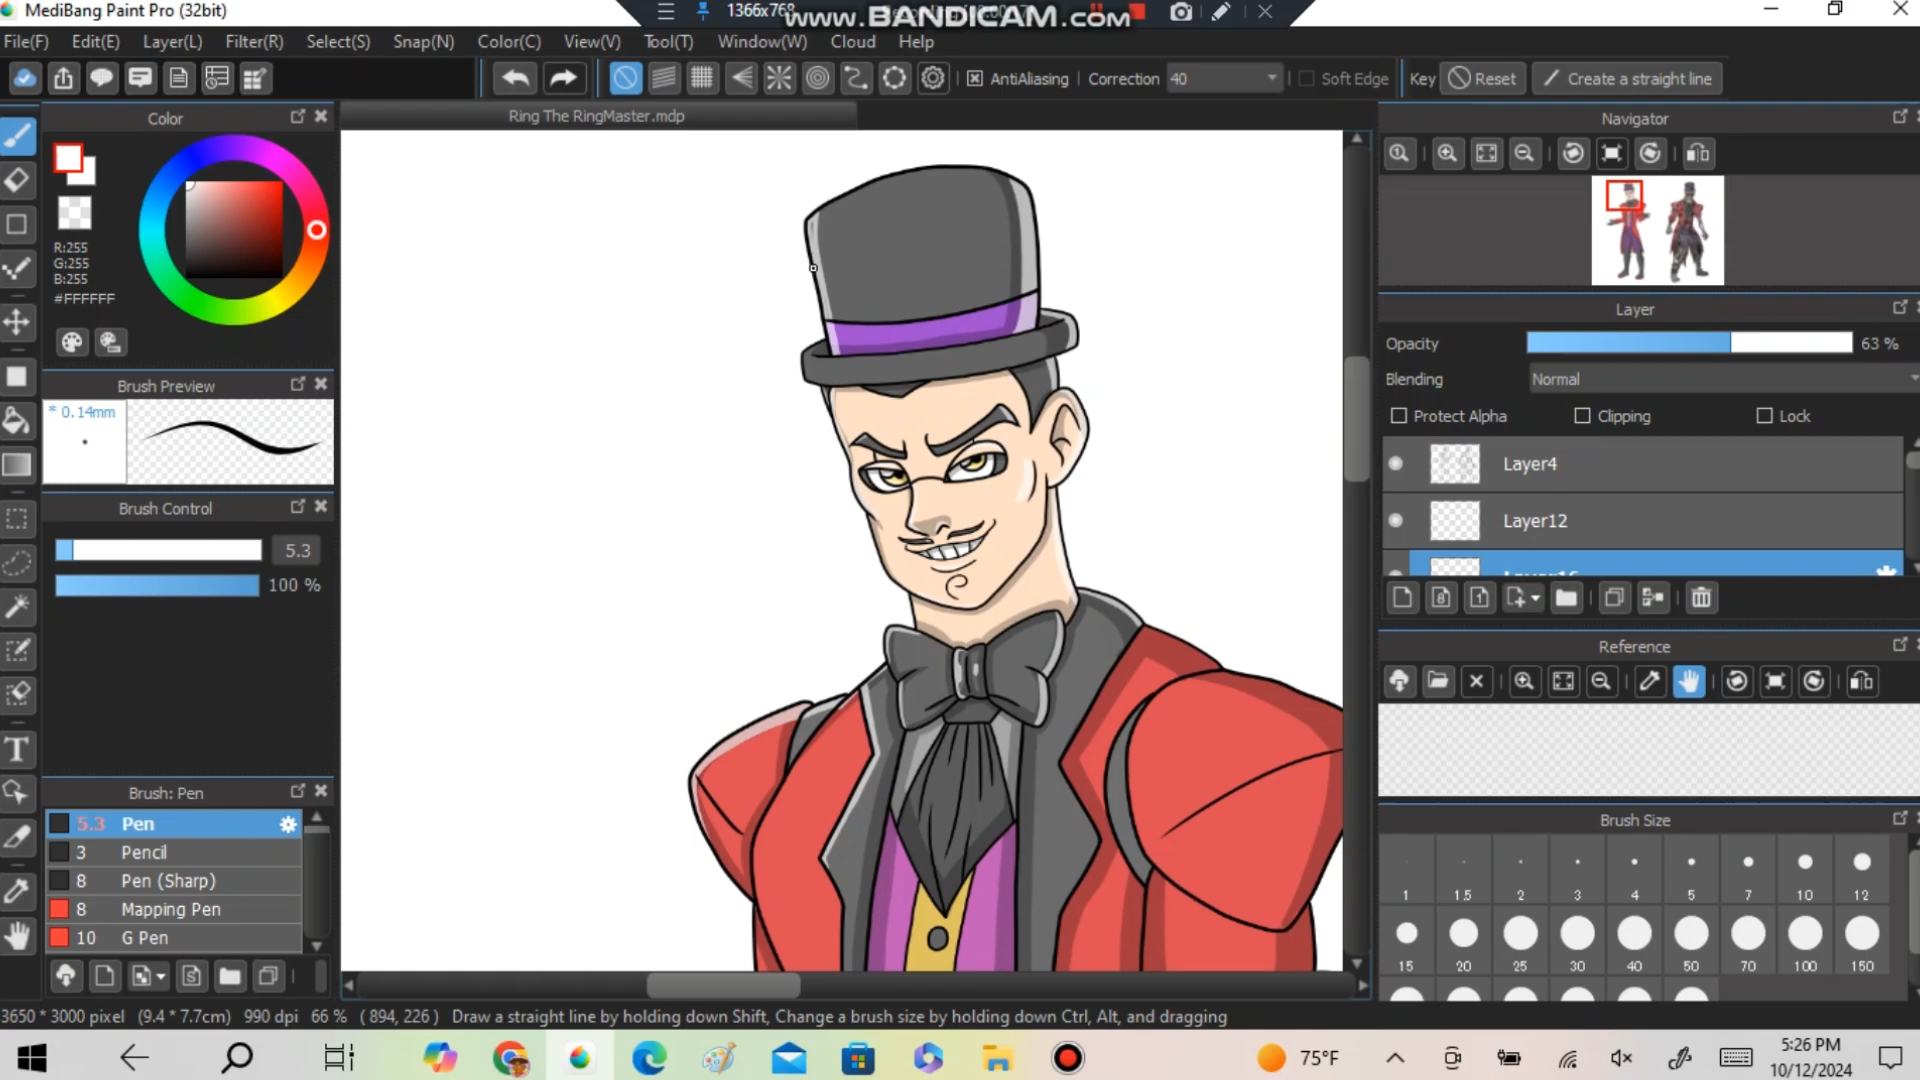 MediBang Paint Pro (32bit)
1366x768
www.BANDICAM.com
File(F) Edit(E) Layer(L) Filter(R) Select(S) Snap(N) Color(C) View(V) Tool(T) Window(W) Cloud Help
AntiAliasing Correction 40 Soft Edge Key Reset Create a straight line
Color
Ring The RingMaster.mdp
Navigator
R:255
G:255
B:255
#FFFFFF
Layer
Opacity 63 %
Blending Normal
Protect Alpha Clipping Lock
Brush Preview
* 0.14mm
Layer4
Layer12
Brush Control
5.3
100 %
Reference
Brush: Pen
5.3 Pen
3 Pencil
8 Pen (Sharp)
8 Mapping Pen
10 G Pen
Brush Size
1 1.5 2 3 4 5 7 10 12
15 20 25 30 40 50 70 100 150
3650 * 3000 pixel (9.4 * 7.7cm) 990 dpi 66 % ( 894, 226 ) Draw a straight line by holding down Shift, Change a brush size by holding down Ctrl, Alt, and dragging
75°F
5:26 PM
10/12/2024